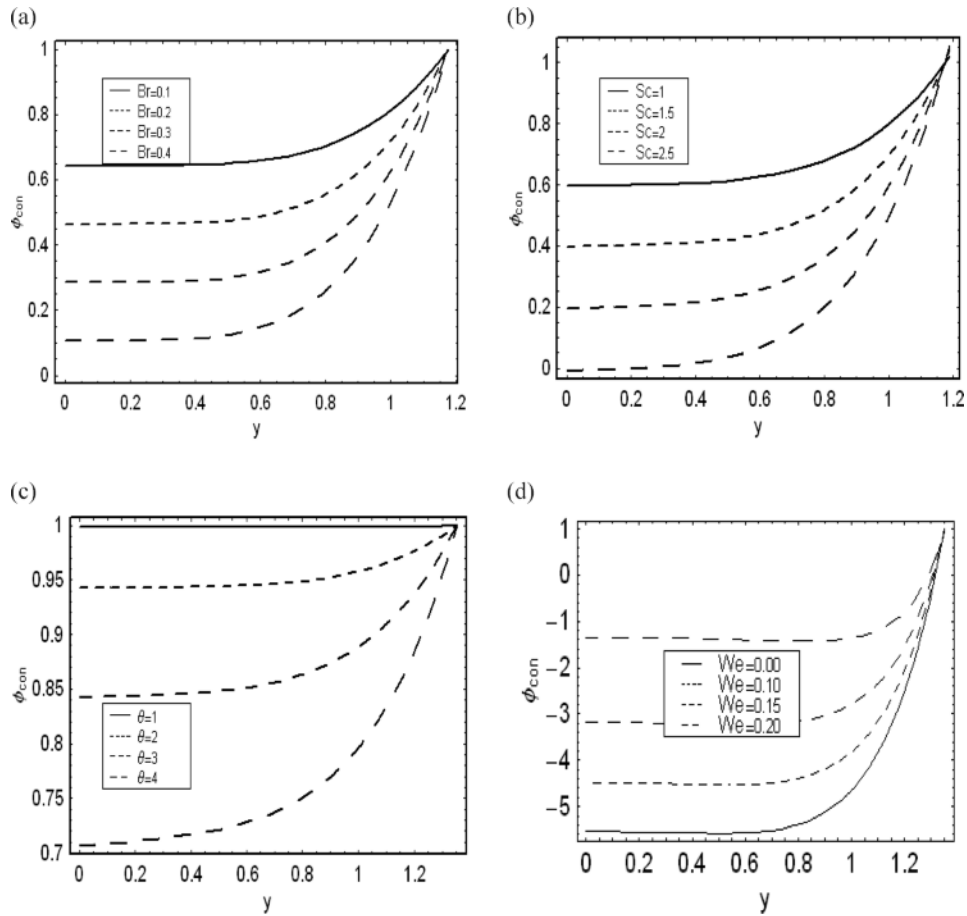 (a)
1
0.8
0.6
0.4
0.2
0
ϕcon
Br=0.1
Br=0.2
Br=0.3
Br=0.4
0 0.2 0.4 0.6 0.8 1 1.2
y
(b)
1
0.8
0.6
0.4
0.2
0
ϕcon
Sc=1
Sc=1.5
Sc=2
Sc=2.5
0 0.2 0.4 0.6 0.8 1 1.2
y
(c)
1
0.95
0.9
0.85
0.8
0.75
0.7
ϕcon
θ=1
θ=2
θ=3
θ=4
0 0.2 0.4 0.6 0.8 1 1.2
y
(d)
1
0
−1
−2
−3
−4
−5
ϕcon
We=0.00
We=0.10
We=0.15
We=0.20
0 0.2 0.4 0.6 0.8 1 1.2
y